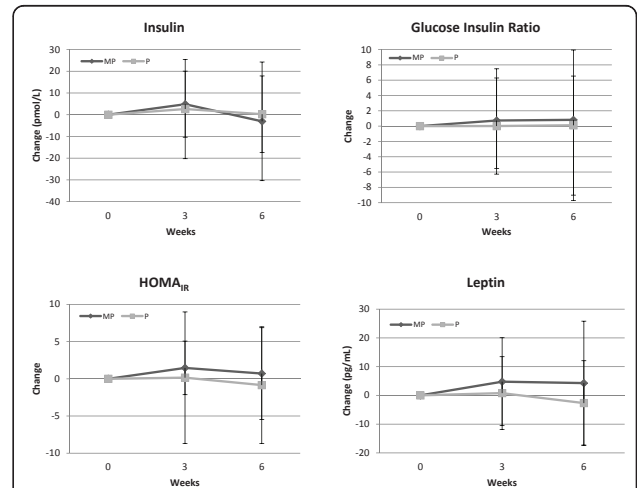 Insulin
Change (pmol/L)
30
20
10
0
-10
-20
-30
-40
MP P
0 3 6
Weeks
Glucose Insulin Ratio
Change
10
8
6
4
2
0
-2
-4
-6
-8
-10
MP P
0 3 6
Weeks
HOMA_IR
Change
10
5
0
-5
-10
MP P
0 3 6
Weeks
Leptin
Change (pg/mL)
30
20
10
0
-10
-20
MP P
0 3 6
Weeks